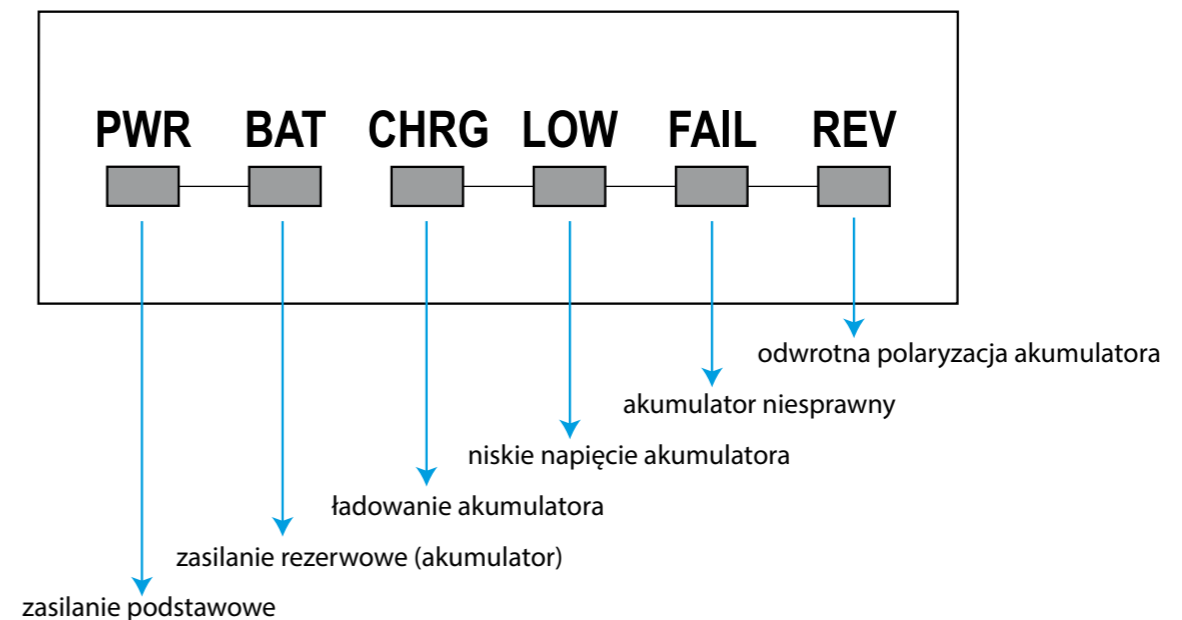 PWR BAT CHRG LOW FAIL REV
odwrotna polaryzacja akumulatora
akumulator niesprawny
niskie napięcie akumulatora
ładowanie akumulatora
zasilanie rezerwowe (akumulator)
zasilanie podstawowe